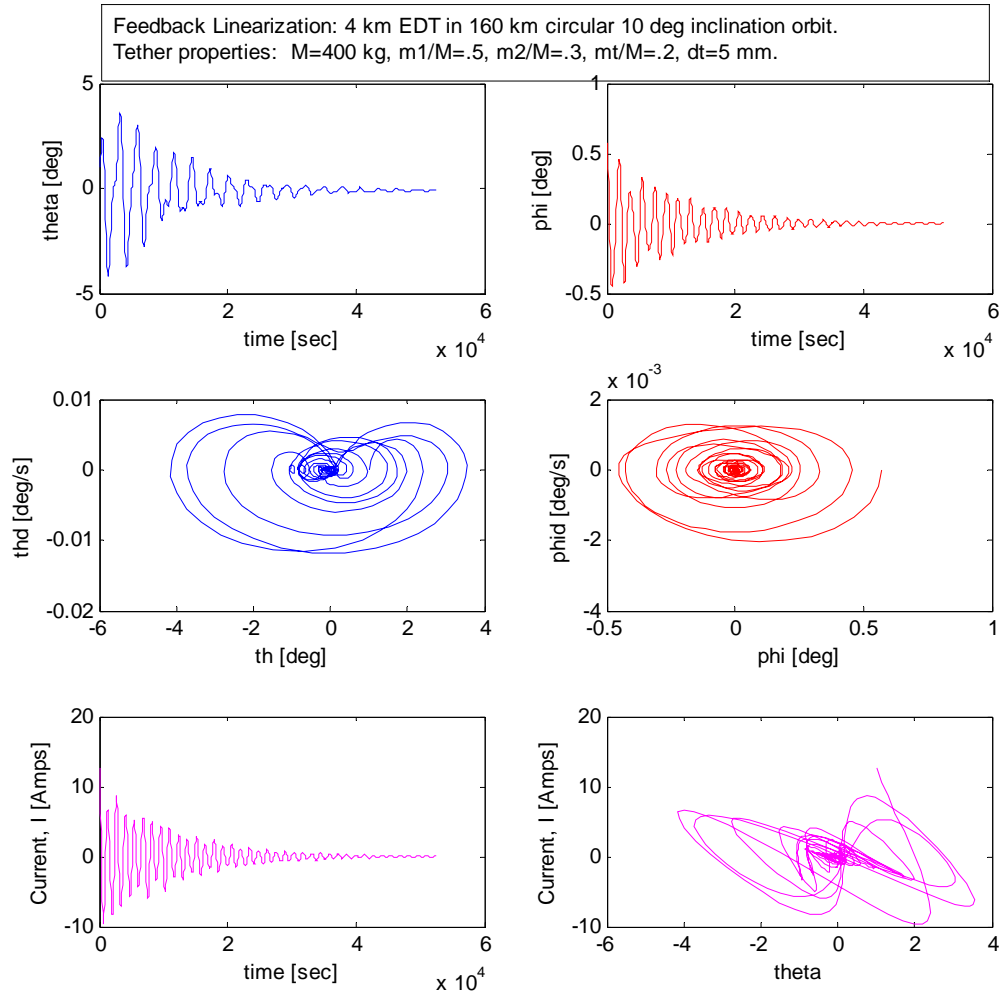 Feedback Linearization: 4 km EDT in 160 km circular 10 deg inclination orbit.
Tether properties:  M=400 kg, m1/M=.5, m2/M=.3, mt/M=.2, dt=5 mm.
5
0
-5
theta [deg]
0 2 4 6
time [sec]
x 10^4
1
0.5
0
-0.5
phi [deg]
0 2 4 6
time [sec]
x 10^4
0.01
0
-0.01
-0.02
thd [deg/s]
-6 -4 -2 0 2 4
th [deg]
x 10^-3
2
0
-2
-4
phid [deg/s]
-0.5 0 0.5 1
phi [deg]
20
10
0
-10
Current, I [Amps]
0 2 4 6
time [sec]
x 10^4
20
10
0
-10
Current, I [Amps]
-6 -4 -2 0 2 4
theta